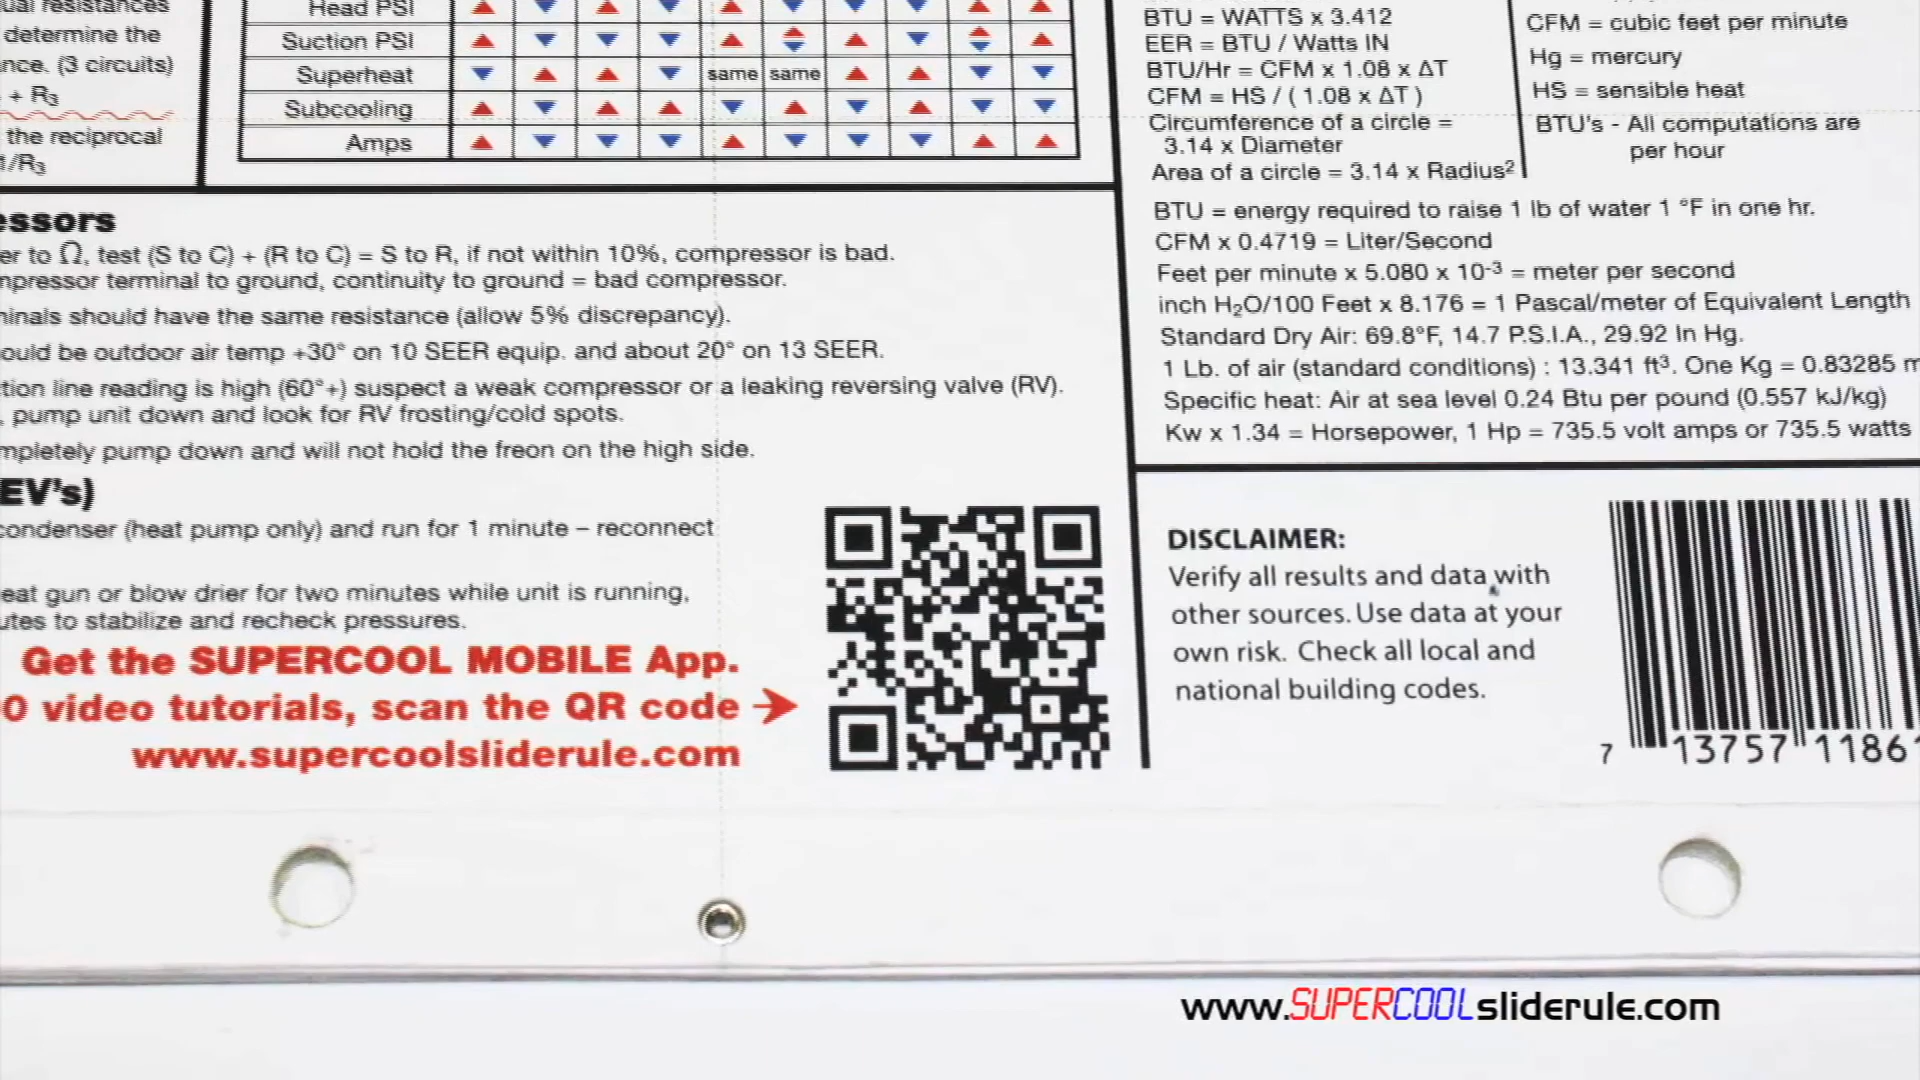 ual resistances
determine the
nce. (3 circuits)
+ R3
the reciprocal
1/R3
Head PSI
Suction PSI
Superheat same same
Subcooling
Amps
BTU = WATTS x 3.412
EER = BTU / Watts IN
BTU/Hr = CFM x 1.08 x ΔT
CFM = HS / ( 1.08 x ΔT )
Circumference of a circle =
3.14 x Diameter
Area of a circle = 3.14 x Radius²
CFM = cubic feet per minute
Hg = mercury
HS = sensible heat
BTU's - All computations are
per hour
BTU = energy required to raise 1 lb of water 1 °F in one hr.
CFM x 0.4719 = Liter/Second
Feet per minute x 5.080 x 10⁻³ = meter per second
inch H₂O/100 Feet x 8.176 = 1 Pascal/meter of Equivalent Length
Standard Dry Air: 69.8°F, 14.7 P.S.I.A., 29.92 In Hg.
1 Lb. of air (standard conditions) : 13.341 ft³. One Kg = 0.83285 m
Specific heat: Air at sea level 0.24 Btu per pound (0.557 kJ/kg)
Kw x 1.34 = Horsepower, 1 Hp = 735.5 volt amps or 735.5 watts
essors
er to Ω, test (S to C) + (R to C) = S to R, if not within 10%, compressor is bad.
mpressor terminal to ground, continuity to ground = bad compressor.
minals should have the same resistance (allow 5% discrepancy).
ould be outdoor air temp +30° on 10 SEER equip. and about 20° on 13 SEER.
ction line reading is high (60°+) suspect a weak compressor or a leaking reversing valve (RV).
, pump unit down and look for RV frosting/cold spots.
mpletely pump down and will not hold the freon on the high side.
EV's)
condenser (heat pump only) and run for 1 minute – reconnect
eat gun or blow drier for two minutes while unit is running,
utes to stabilize and recheck pressures.
Get the SUPERCOOL MOBILE App.
0 video tutorials, scan the QR code
www.supercoolsliderule.com
DISCLAIMER:
Verify all results and data with
other sources. Use data at your
own risk. Check all local and
national building codes.
7 13757 11861
www.SUPERCOOLsliderule.com